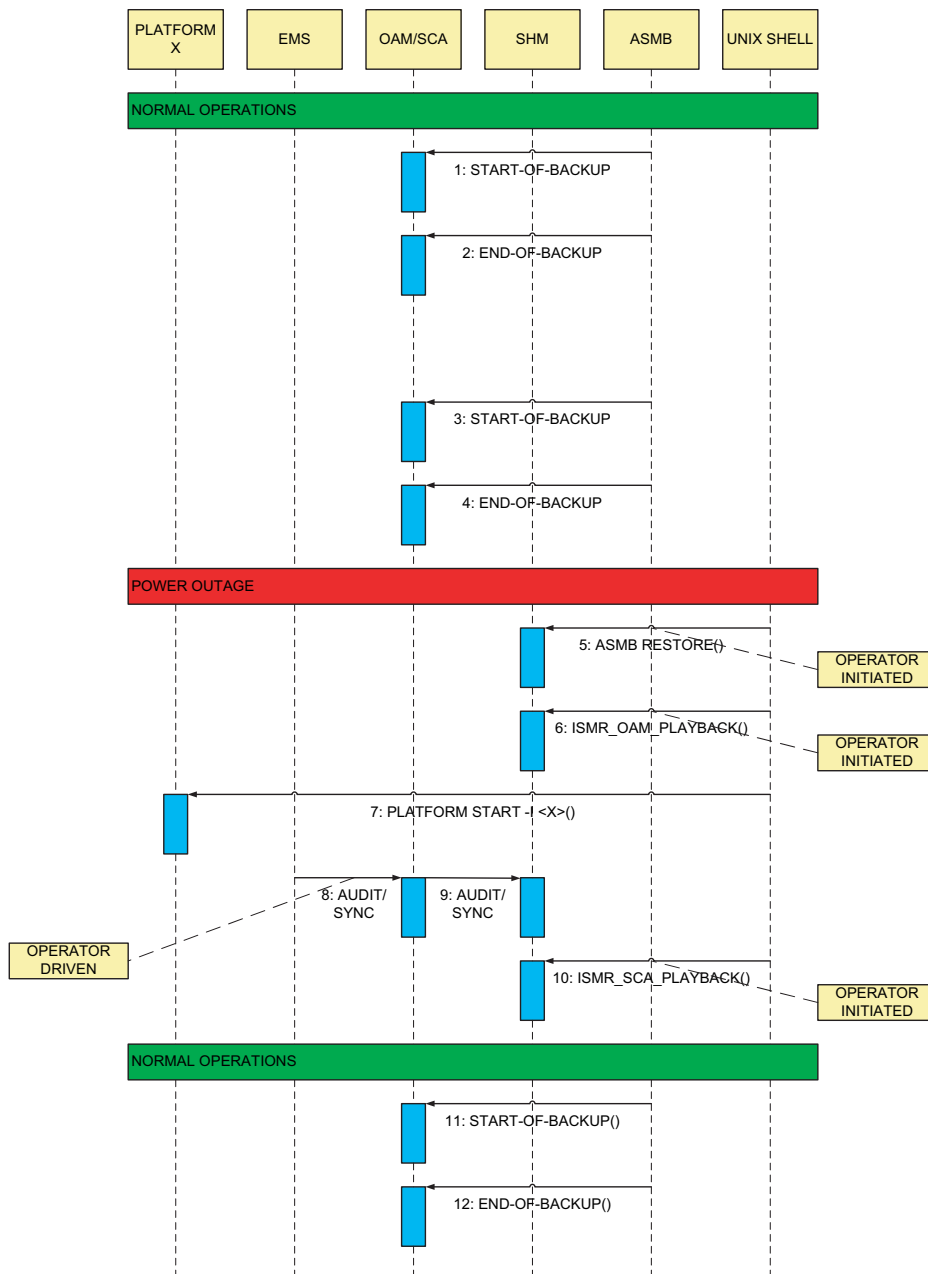 PLATFORM
X
EMS
OAM/SCA
SHM
ASMB
UNIX SHELL
NORMAL OPERATIONS
1: START-OF-BACKUP
2: END-OF-BACKUP
3: START-OF-BACKUP
4: END-OF-BACKUP
POWER OUTAGE
5: ASMB RESTORE()
OPERATOR
INITIATED
6: ISMR_OAM_PLAYBACK()
OPERATOR
INITIATED
7: PLATFORM START -I <X>()
8: AUDIT/
SYNC
9: AUDIT/
SYNC
OPERATOR
DRIVEN
10: ISMR_SCA_PLAYBACK()
OPERATOR
INITIATED
NORMAL OPERATIONS
11: START-OF-BACKUP()
12: END-OF-BACKUP()